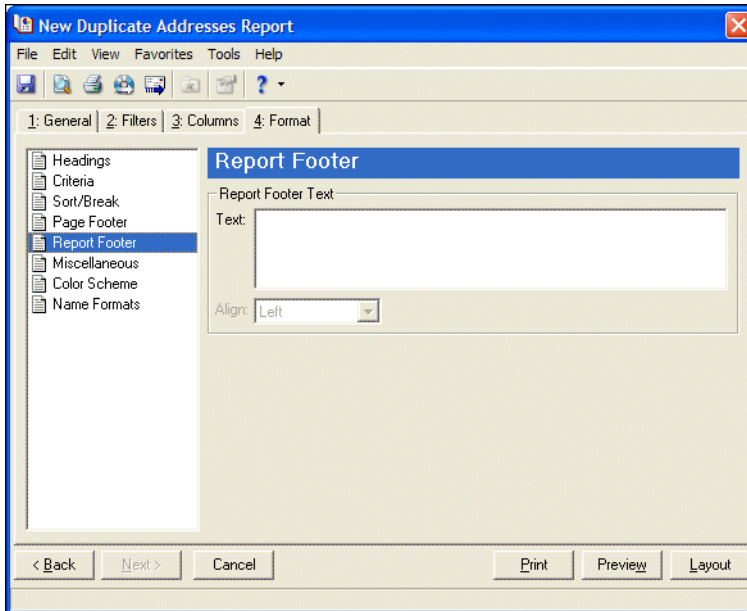 New Duplicate Addresses Report
File Edit View Favorites Tools Help
?
1: General 2: Filters 3: Columns 4: Format
Headings
Criteria
Sort/Break
Page Footer
Report Footer
Miscellaneous
Color Scheme
Name Formats
Report Footer
Report Footer Text
Text:
Align: Left
< Back Next > Cancel Print Preview Layout